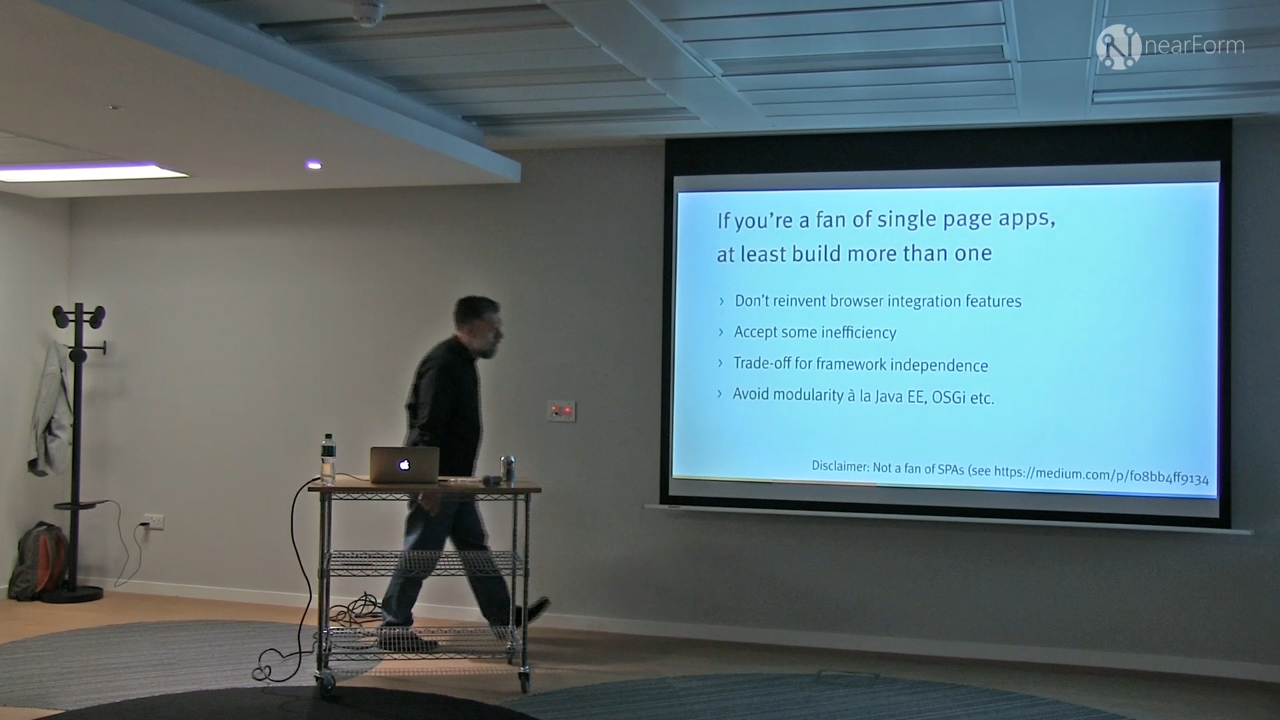 nearForm
If you're a fan of single page apps,
at least build more than one
› Don't reinvent browser integration features
› Accept some inefficiency
› Trade-off for framework independence
› Avoid modularity à la Java EE, OSGi etc.
Disclaimer: Not a fan of SPAs (see https://medium.com/p/f08bb4ff9134